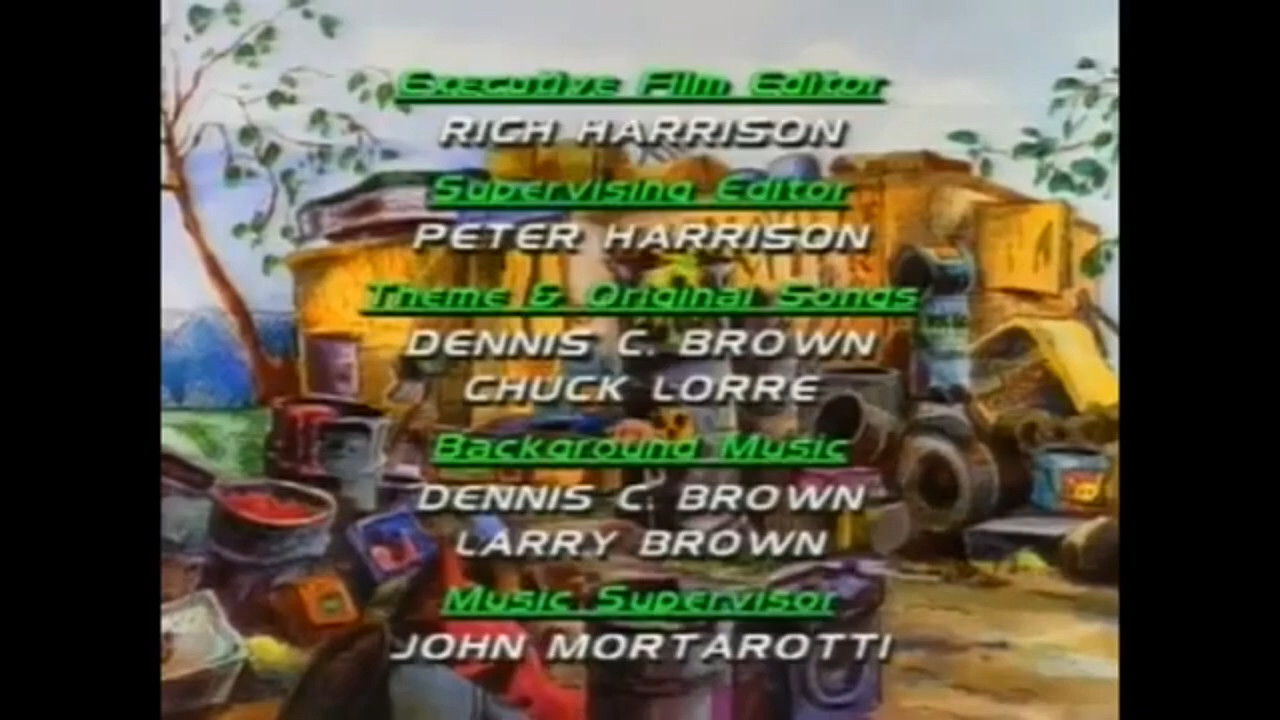 Executive Film Editor
RICH HARRISON
Supervising Editor
PETER HARRISON
Theme & Original Songs
DENNIS C. BROWN
CHUCK LORRE
Background Music
DENNIS C. BROWN
LARRY BROWN
Music Supervisor
JOHN MORTAROTTI